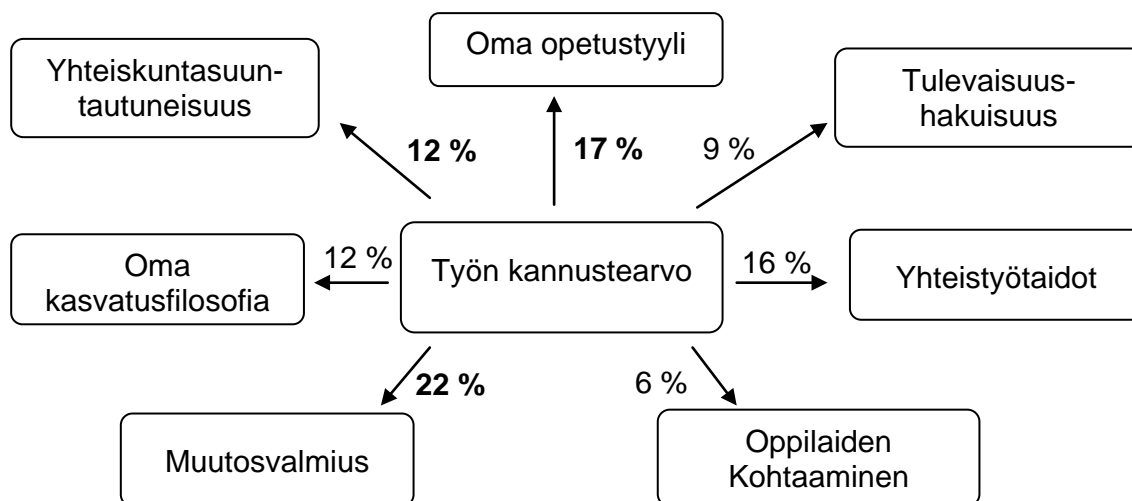 Oma opetustyyli
Yhteiskuntasuun-
tautuneisuus
Tulevaisuus-
hakuisuus
12 %
17 %
9 %
Oma
kasvatusfilosofia
12 %
Työn kannustearvo
16 %
Yhteistyötaidot
22 %
6 %
Muutosvalmius
Oppilaiden
Kohtaaminen